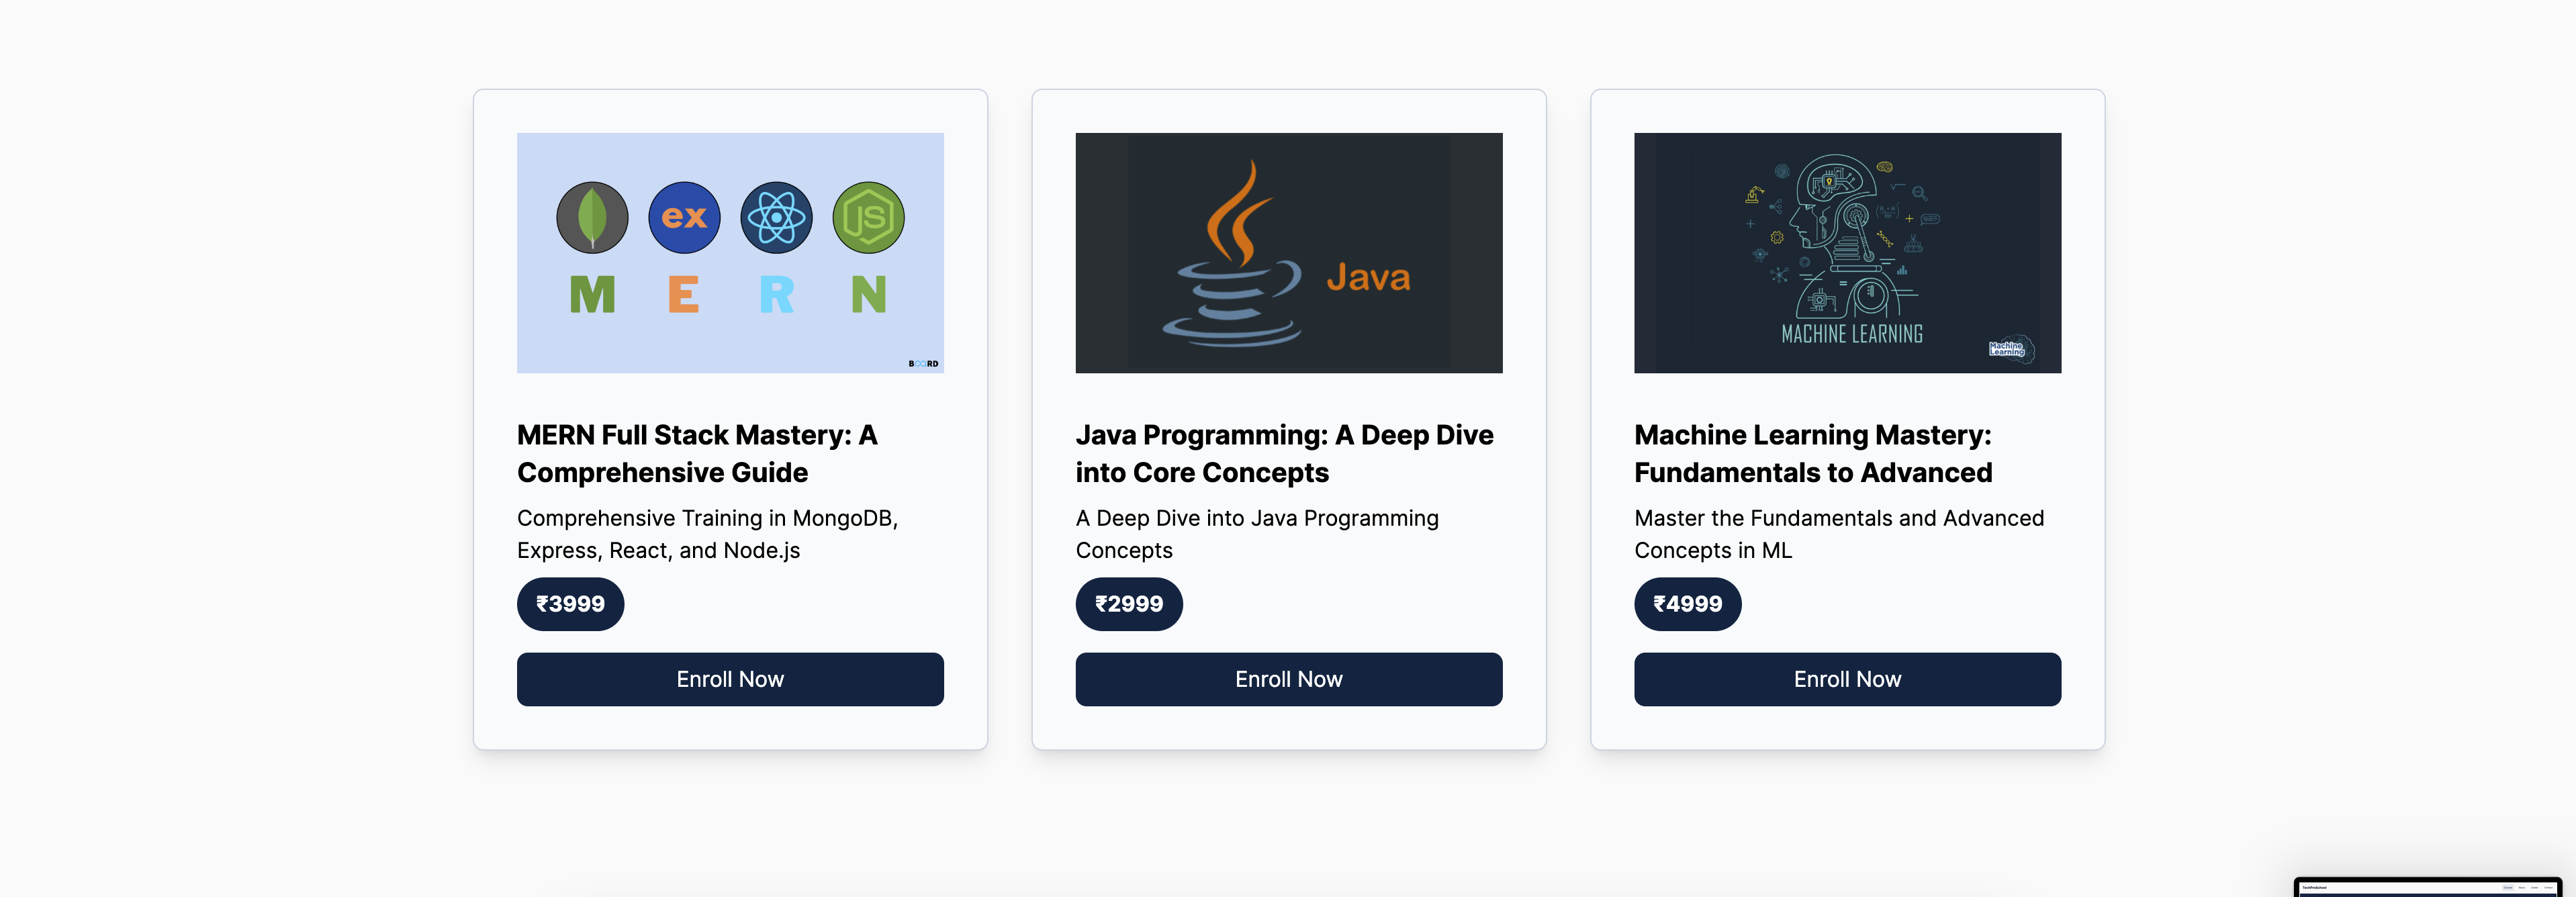 ex
JS
M E R N
BOARD
Java
MACHINE LEARNING
Machine
Learning
MERN Full Stack Mastery: A
Comprehensive Guide
Comprehensive Training in MongoDB,
Express, React, and Node.js
₹3999
Enroll Now
Java Programming: A Deep Dive
into Core Concepts
A Deep Dive into Java Programming
Concepts
₹2999
Enroll Now
Machine Learning Mastery:
Fundamentals to Advanced
Master the Fundamentals and Advanced
Concepts in ML
₹4999
Enroll Now
TechProSchool